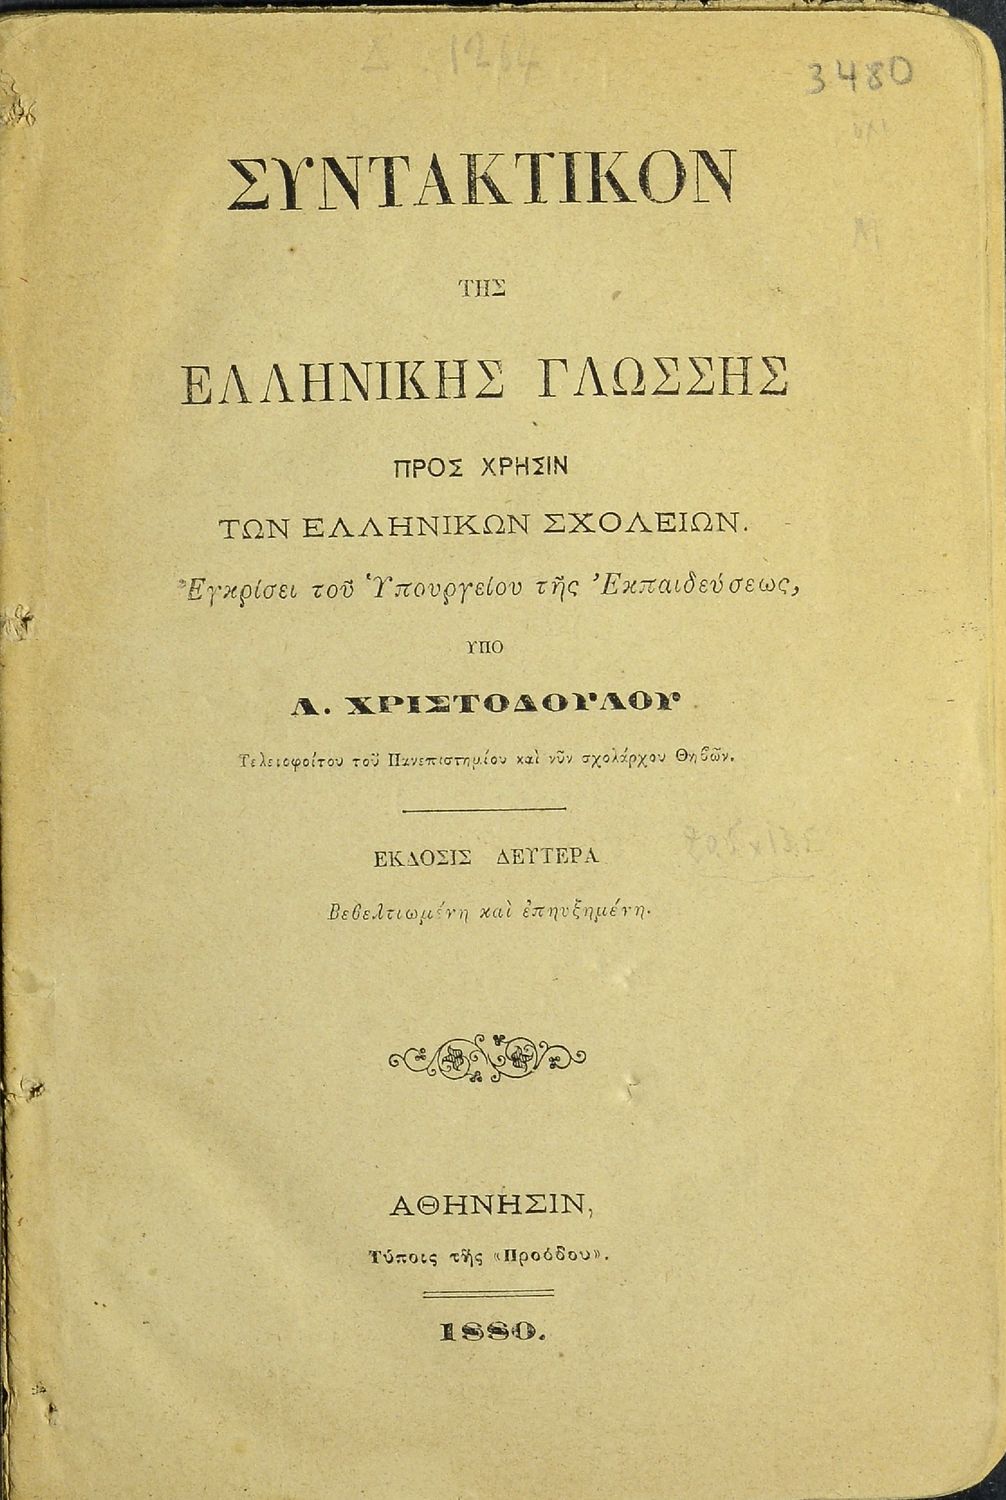 3480
ΣΥΝΤΑΚΤΙΚΟΝ
ΤΗΣ
ΕΛΛΗΝΙΚΗΣ ΓΛΩΣΣΗΣ
ΠΡΟΣ ΧΡΗΣΙΝ
ΤΩΝ ΕΛΛΗΝΙΚΩΝ ΣΧΟΛΕΙΩΝ.
Ἐγκρίσει τοῦ Ὑπουργείου τῆς Ἐκπαιδεύσεως,
ΥΠΟ
Λ. ΧΡΙΣΤΟΔΟΥΛΟΥ
Τελειοφοίτου τοῦ Πανεπιστημίου καὶ νῦν σχολάρχου Θηβῶν.
ΕΚΔΟΣΙΣ ΔΕΥΤΕΡΑ
Βεβελτιωμένη καὶ ἐπηυξημένη.
ΑΘΗΝΗΣΙΝ,
Τύποις τῆς «Προόδου».
1880.